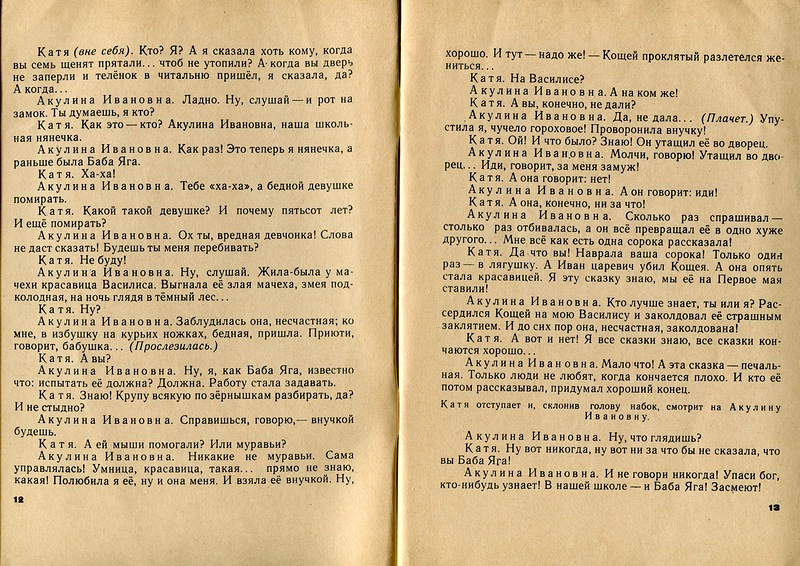 Катя (вне себя). Кто? Я? А я сказала хоть кому, когда
вы семь щенят прятали... чтоб не утопили? А когда вы дверь
не заперли и телёнок в читальню пришёл, я сказала, да?
А когда...
Акулина Ивановна. Ладно. Ну, слушай — и рот на
замок. Ты думаешь, я кто?
Катя. Как это — кто? Акулина Ивановна, наша школь-
ная нянечка.
Акулина Ивановна. Как раз! Это теперь я нянечка, а
раньше была Баба Яга.
Катя. Ха-ха!
Акулина Ивановна. Тебе «ха-ха», а бедной девушке
помирать.
Катя. Какой такой девушке? И почему пятьсот лет?
И ещё помирать?
Акулина Ивановна. Ох ты, вредная девчонка! Слова
не даст сказать! Будешь ты меня перебивать?
Катя. Не буду!
Акулина Ивановна. Ну, слушай. Жила-была у ма-
чехи красавица Василиса. Выгнала её злая мачеха, змея под-
колодная, на ночь глядя в тёмный лес...
Катя. Ну?
Акулина Ивановна. Заблудилась она, несчастная; ко
мне, в избушку на курьих ножках, бедная, пришла. Приюти,
говорит, бабушка... (Прослезилась.)
Катя. А вы?
Акулина Ивановна. Ну, я, как Баба Яга, известно
что: испытать её должна? Должна. Работу стала задавать.
Катя. Знаю! Крупу всякую по зёрнышкам разбирать, да?
И не стыдно?
Акулина Ивановна. Справишься, говорю,— внучкой
будешь.
Катя. А ей мыши помогали? Или муравьи?
Акулина Ивановна. Никакие не муравьи. Сама
управлялась! Умница, красавица, такая... прямо не знаю,
какая! Полюбила я её, ну и она меня. И взяла её внучкой. Ну,
12
хорошо. И тут — надо же! — Кощей проклятый разлетелся же-
ниться...
Катя. На Василисе?
Акулина Ивановна. А на ком же!
Катя. А вы, конечно, не дали?
Акулина Ивановна. Да, не дала... (Плачет.) Упу-
стила я, чучело гороховое! Проворонила внучку!
Катя. Ой! И что было? Знаю! Он утащил её во дворец.
Акулина Ивановна. Молчи, говорю! Утащил во дво-
рец... Иди, говорит, за меня замуж!
Катя. А она говорит: нет!
Акулина Ивановна. А он говорит: иди!
Катя. А она, конечно, ни за что!
Акулина Ивановна. Сколько раз спрашивал —
столько раз отбивалась, а он всё превращал её в одно хуже
другого... Мне всё как есть одна сорока рассказала!
Катя. Да что вы! Наврала ваша сорока! Только один
раз — в лягушку. А Иван царевич убил Кощея. А она опять
стала красавицей. Я эту сказку знаю, мы её на Первое мая
ставили!
Акулина Ивановна. Кто лучше знает, ты или я? Рас-
сердился Кощей на мою Василису и заколдовал её страшным
заклятием. И до сих пор она, несчастная, заколдована!
Катя. А вот и нет! Я все сказки знаю, все сказки кон-
чаются хорошо...
Акулина Ивановна. Мало что! А эта сказка — печаль-
ная. Только люди не любят, когда кончается плохо. И кто её
потом рассказывал, придумал хороший конец.
Катя отступает и, склонив голову набок, смотрит на Акулину
Ивановну.
Акулина Ивановна. Ну, что глядишь?
Катя. Ну вот никогда, ну вот ни за что бы не сказала, что
вы Баба Яга!
Акулина Ивановна. И не говори никогда! Упаси бог,
кто-нибудь узнает! В нашей школе — и Баба Яга! Засмеют!
13